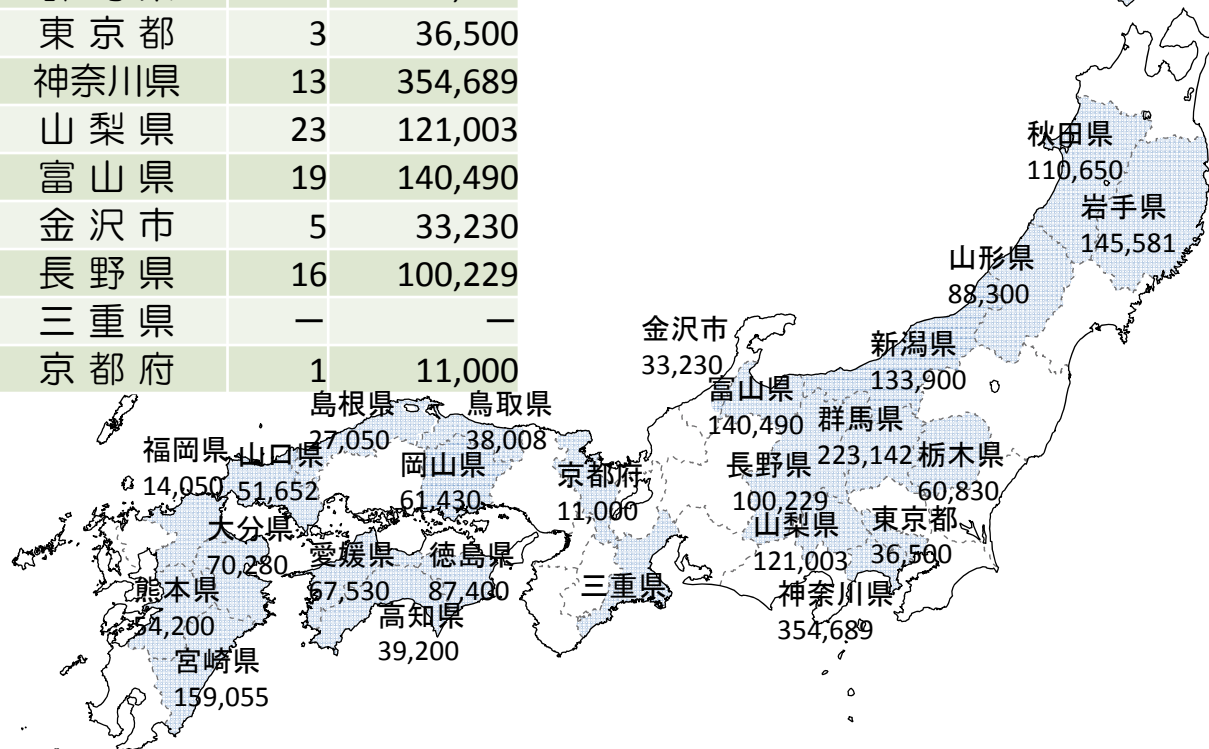 東京都 3 36,500
神奈川県 13 354,689
山梨県 23 121,003
富山県 19 140,490
金沢市 5 33,230
長野県 16 100,229
三重県 ー ー
京都府 1 11,000
秋田県
110,650
岩手県
145,581
山形県
88,300
金沢市
33,230
新潟県
133,900
富山県
140,490
群馬県
223,142
栃木県
60,830
長野県
100,229
山梨県
121,003
東京都
36,500
神奈川県
354,689
島根県
27,050
鳥取県
38,008
福岡県
14,050
山口県
51,652
岡山県
61,430
京都府
11,000
大分県
70,280
愛媛県
67,530
徳島県
87,400
三重県
熊本県
54,200
高知県
39,200
宮崎県
159,055